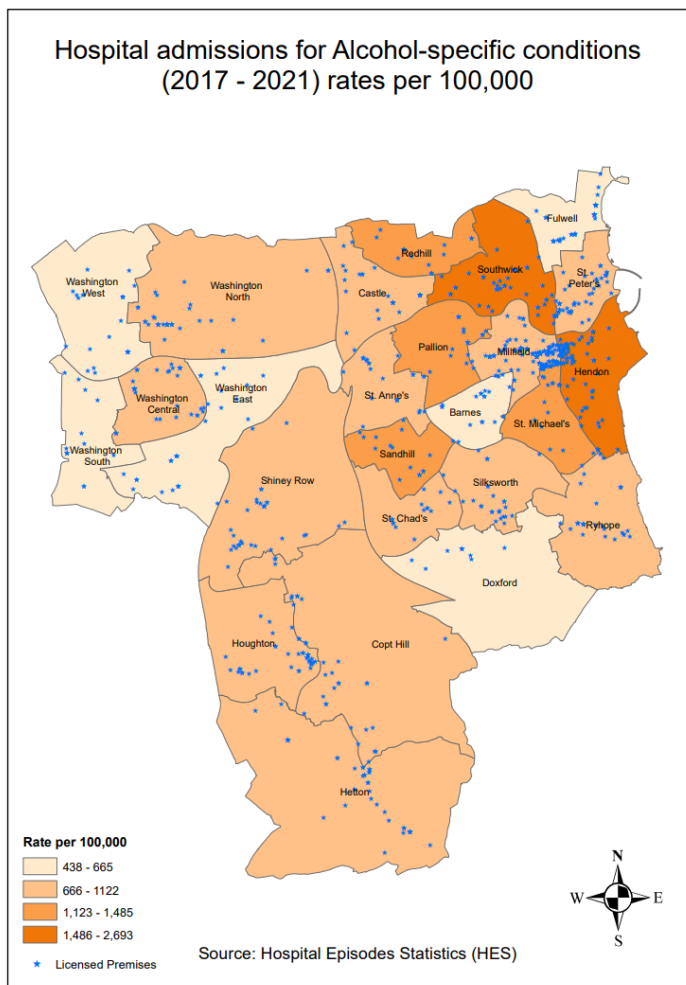 Hospital admissions for Alcohol-specific conditions
(2017 - 2021) rates per 100,000
Fulwell
Redhill
Southwick
St.
Peter's
Washington
West
Washington
North
Castle
Pallion
Millfield
Hendon
Washington
East
St. Anne's
Washington
Central
Barnes
St. Michael's
Washington
South
Sandhill
Shiney Row
Silksworth
St. Chad's
Ryhope
Doxford
Houghton
Copt Hill
Hetton
Rate per 100,000
438 - 665
666 - 1122
1,123 - 1,485
1,486 - 2,693
Licensed Premises
Source: Hospital Episodes Statistics (HES)
N
W
E
S